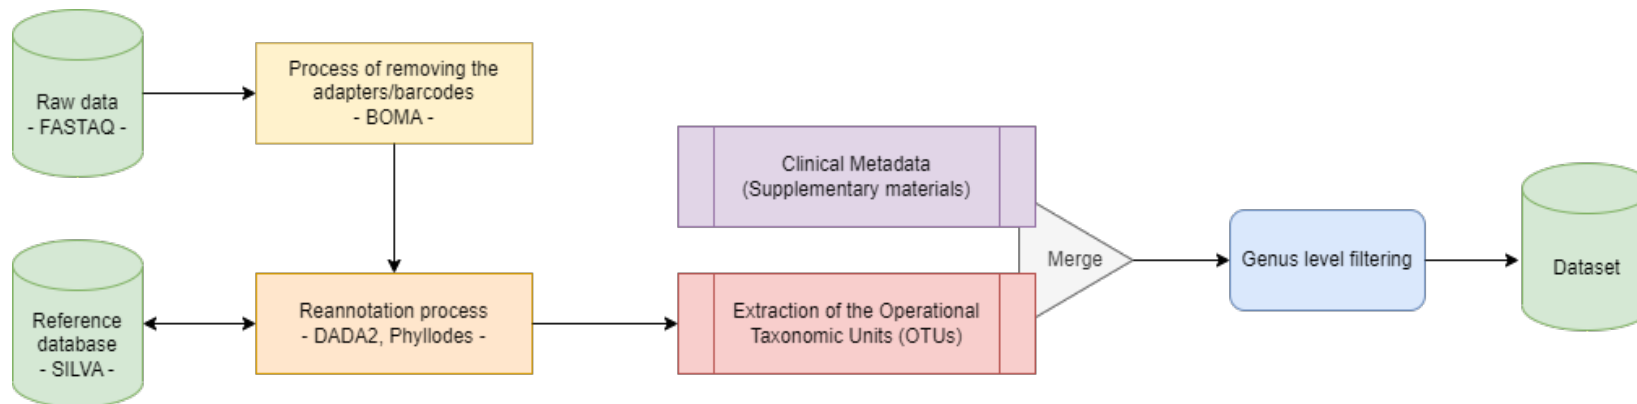 Raw data
- FASTAQ -
Process of removing the
adapters/barcodes
- BOMA -
Reference
database
- SILVA -
Reannotation process
- DADA2, Phyllodes -
Clinical Metadata
(Supplementary materials)
Extraction of the Operational
Taxonomic Units (OTUs)
Merge
Genus level filtering
Dataset